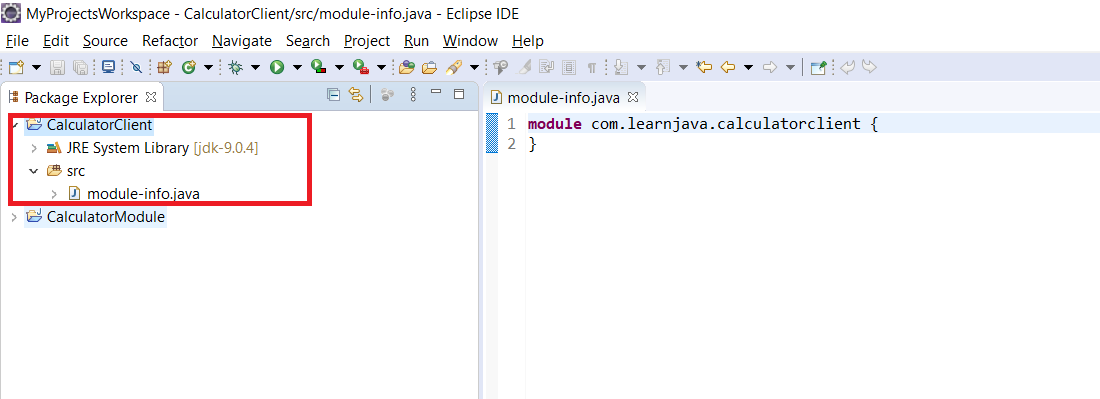 MyProjectsWorkspace - CalculatorClient/src/module-info.java - Eclipse IDE
File Edit Source Refactor Navigate Search Project Run Window Help
Package Explorer
CalculatorClient
JRE System Library [jdk-9.0.4]
src
module-info.java
CalculatorModule
module-info.java
1 module com.learnjava.calculatorclient {
2 }